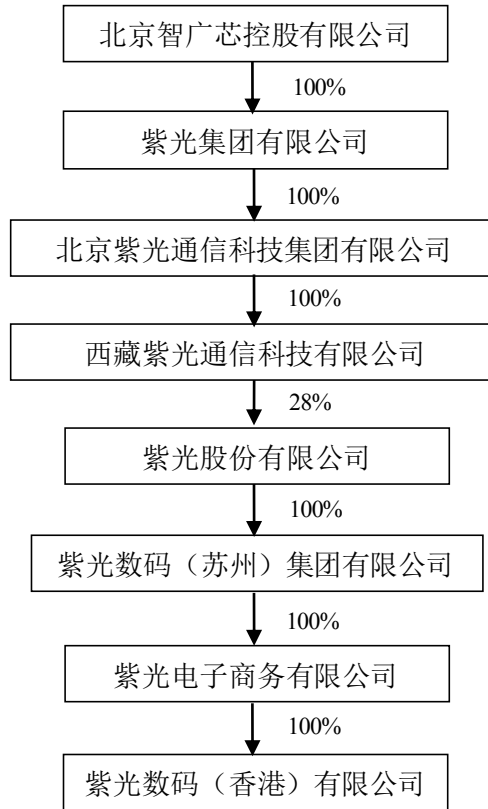 北京智广芯控股有限公司
100%
紫光集团有限公司
100%
北京紫光通信科技集团有限公司
100%
西藏紫光通信科技有限公司
28%
紫光股份有限公司
100%
紫光数码（苏州）集团有限公司
100%
紫光电子商务有限公司
100%
紫光数码（香港）有限公司